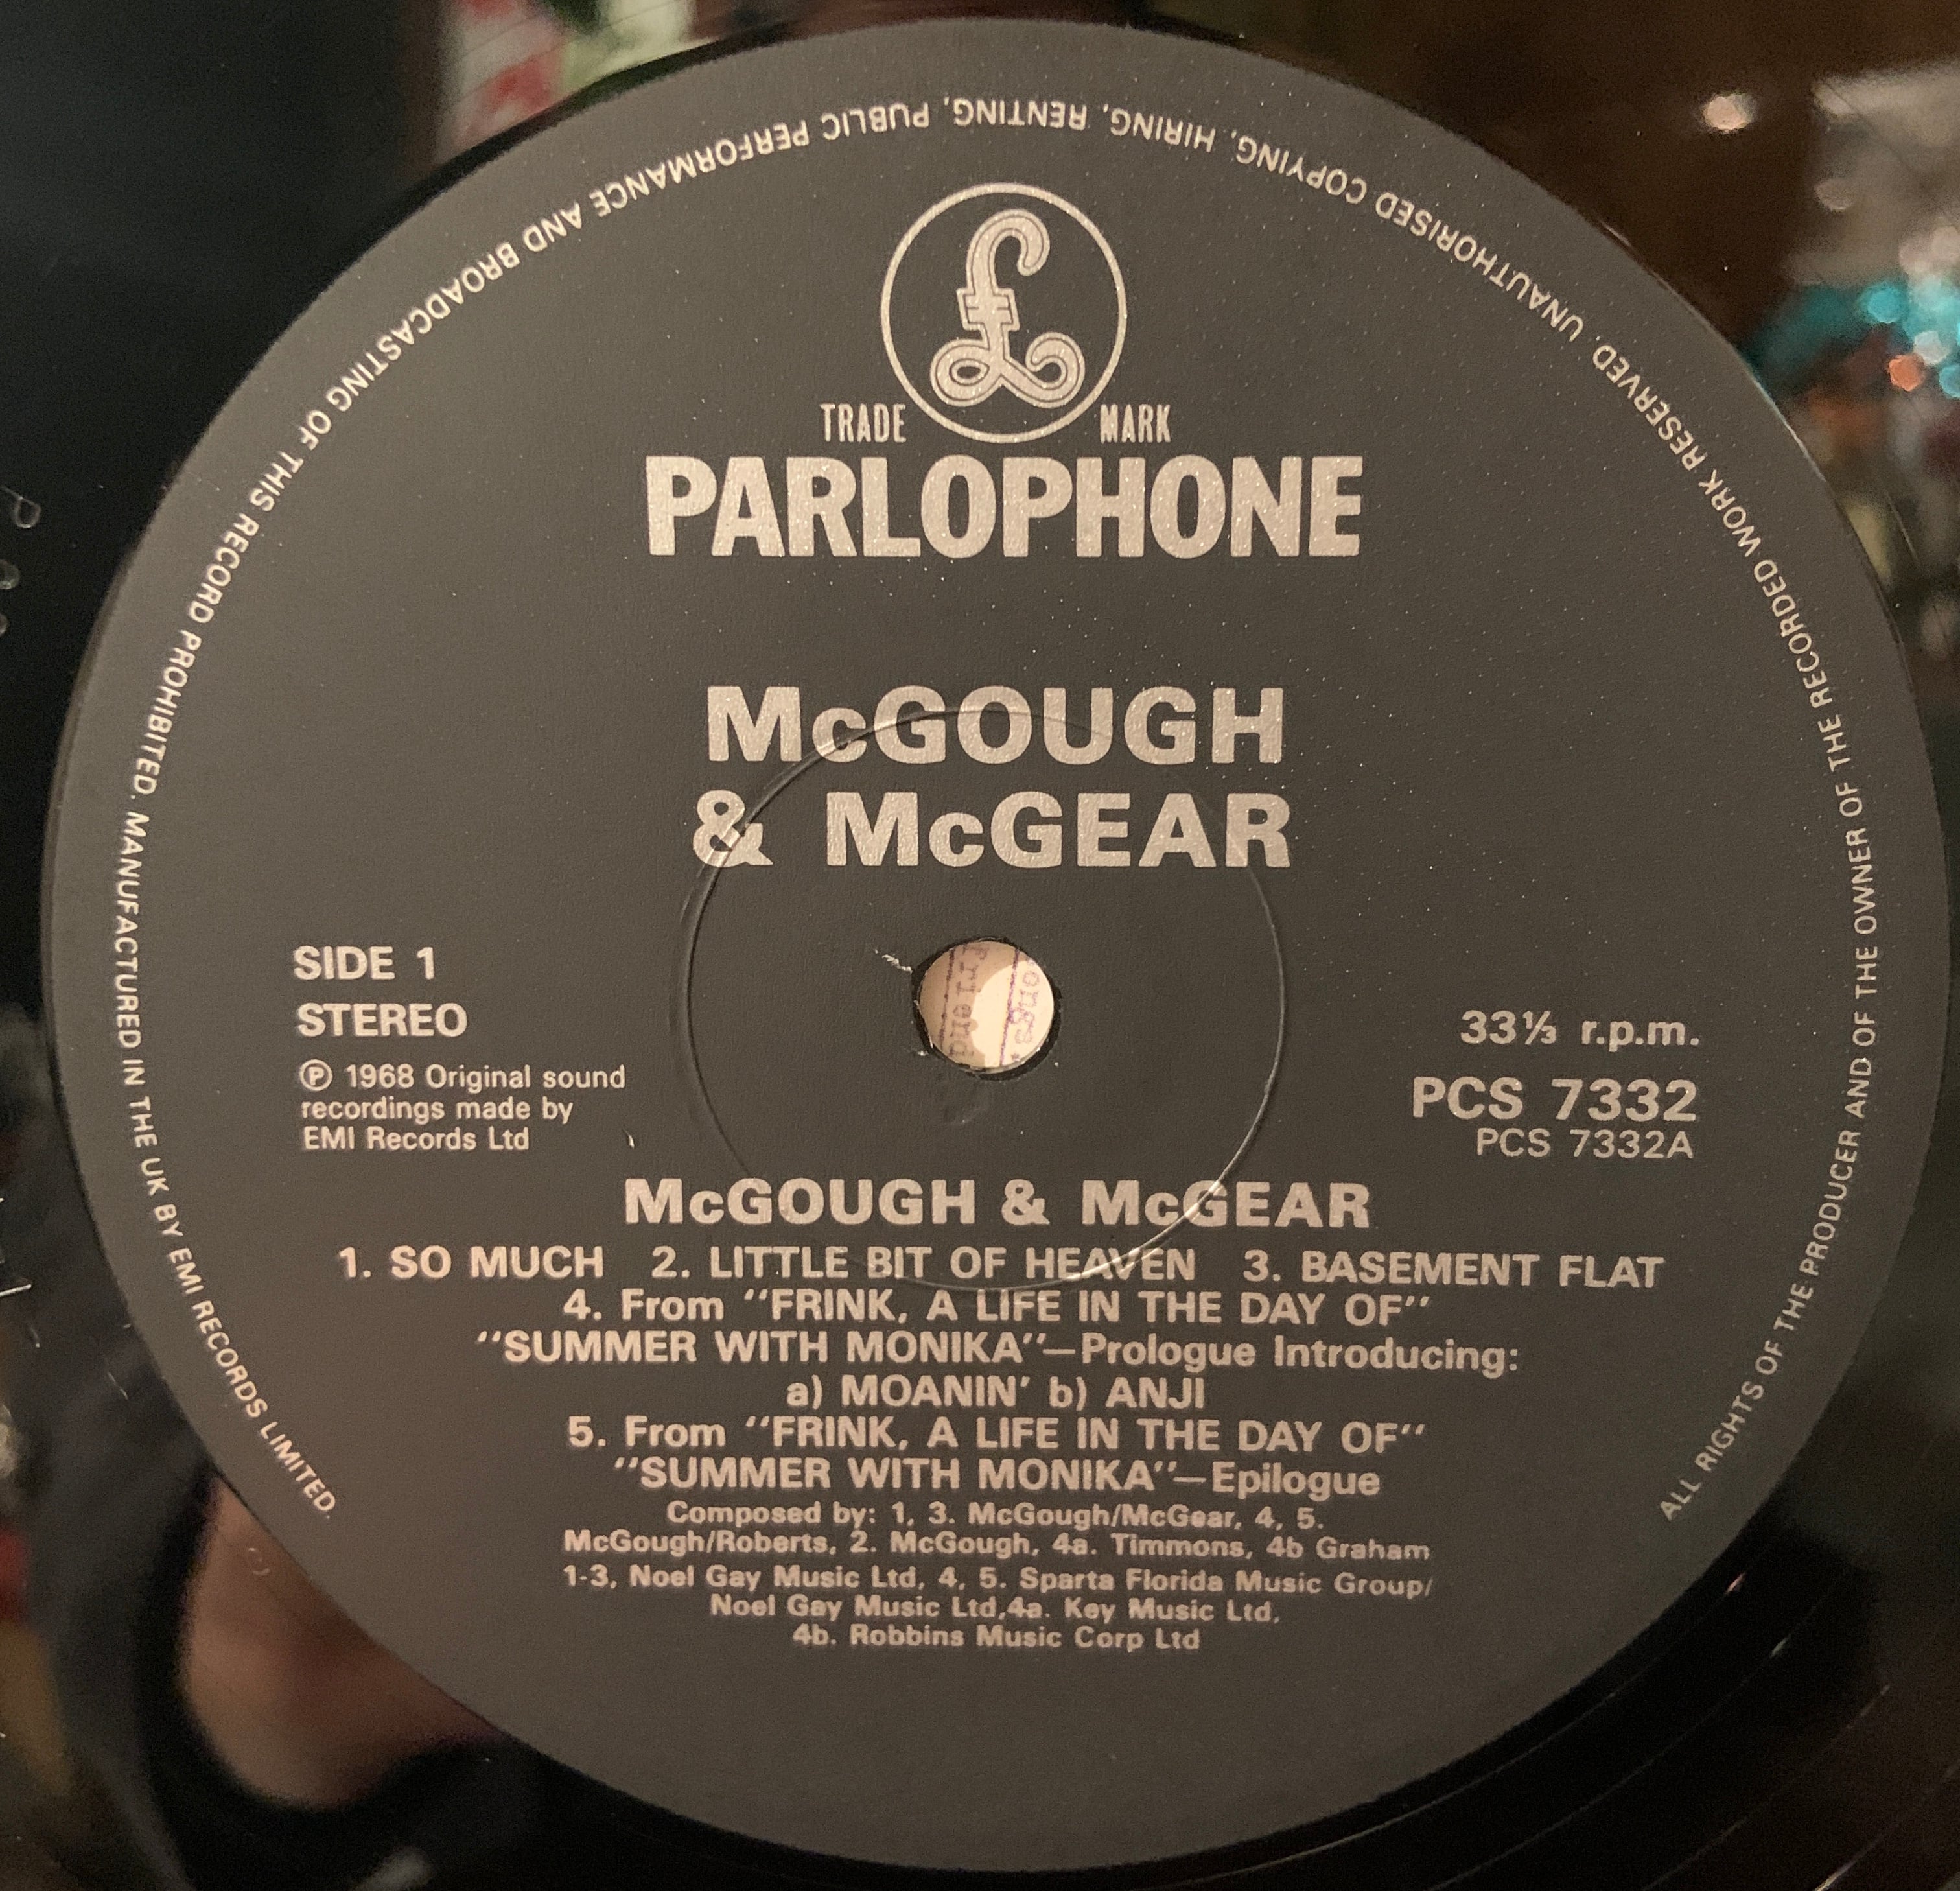 ALL RIGHTS OF THE PRODUCER AND OF THE OWNER OF THE RECORDED WORK RESERVED. UNAUTHORISED COPYING, HIRING, RENTING, PUBLIC PERFORMANCE AND BROADCASTING OF THIS RECORD PROHIBITED. MANUFACTURED IN THE UK BY EMI RECORDS LIMITED.
£
TRADE MARK
PARLOPHONE
McGOUGH
& McGEAR
SIDE 1
STEREO
℗ 1968 Original sound
recordings made by
EMI Records Ltd
33⅓ r.p.m.
PCS 7332
PCS 7332A
McGOUGH & McGEAR
1. SO MUCH 2. LITTLE BIT OF HEAVEN 3. BASEMENT FLAT
4. From "FRINK, A LIFE IN THE DAY OF"
"SUMMER WITH MONIKA"—Prologue Introducing:
a) MOANIN' b) ANJI
5. From "FRINK, A LIFE IN THE DAY OF"
"SUMMER WITH MONIKA"—Epilogue
Composed by: 1, 3. McGough/McGear, 4, 5.
McGough/Roberts, 2. McGough, 4a. Timmons, 4b Graham
1-3, Noel Gay Music Ltd, 4, 5. Sparta Florida Music Group/
Noel Gay Music Ltd,4a. Key Music Ltd,
4b. Robbins Music Corp Ltd